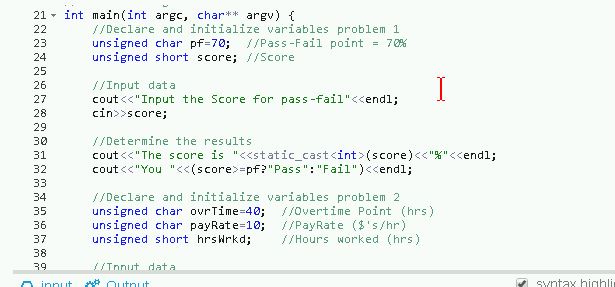 21 int main(int argc, char** argv) {
22 //Declare and initialize variables problem 1
23 unsigned char pf=70; //Pass-Fail point = 70%
24 unsigned short score; //Score
25
26 //Input data
27 cout<<"Input the Score for pass-fail"<<endl;
28 cin>>score;
29
30 //Determine the results
31 cout<<"The score is "<<static_cast<int>(score)<<"%"<<endl;
32 cout<<"You "<<(score>=pf?"Pass":"Fail")<<endl;
33
34 //Declare and initialize variables problem 2
35 unsigned char ovrTime=40; //Overtime Point (hrs)
36 unsigned char payRate=10; //PayRate ($'s/hr)
37 unsigned short hrsWrkd; //Hours worked (hrs)
38
39 //Input data
input Output syntax highli